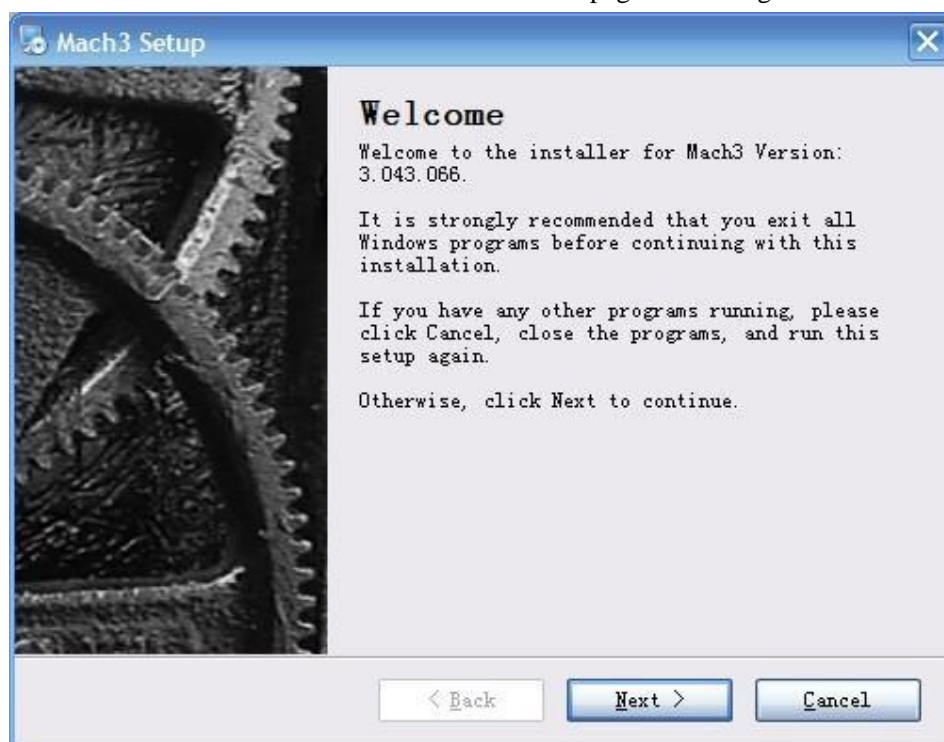 page
Mach3 Setup
Welcome
Welcome to the installer for Mach3 Version:
3.043.066.
It is strongly recommended that you exit all
Windows programs before continuing with this
installation.
If you have any other programs running, please
click Cancel, close the programs, and run this
setup again.
Otherwise, click Next to continue.
< Back
Next >
Cancel